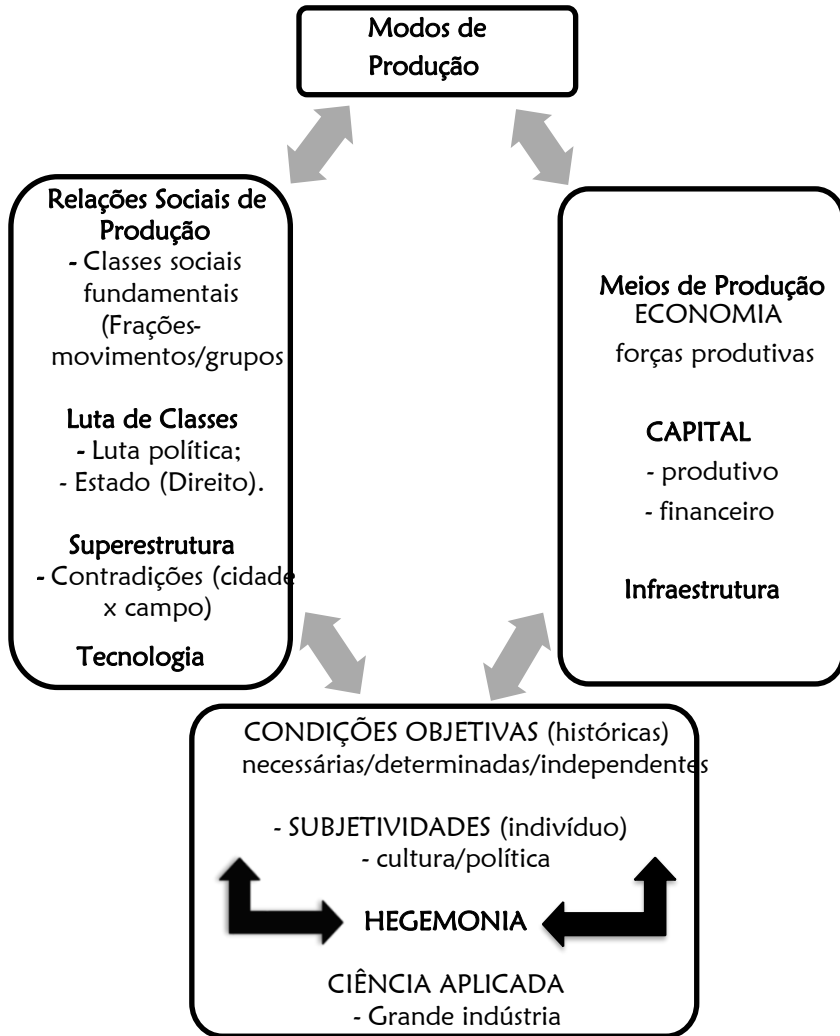 Modos de
Produção
Relações Sociais de
Produção
- Classes sociais
fundamentais
(Frações-
movimentos/grupos
Luta de Classes
- Luta política;
- Estado (Direito).
Superestrutura
- Contradições (cidade
x campo)
Tecnologia
Meios de Produção
ECONOMIA
forças produtivas
CAPITAL
- produtivo
- financeiro
Infraestrutura
CONDIÇÕES OBJETIVAS (históricas)
necessárias/determinadas/independentes
- SUBJETIVIDADES (indivíduo)
- cultura/política
HEGEMONIA
CIÊNCIA APLICADA
- Grande indústria